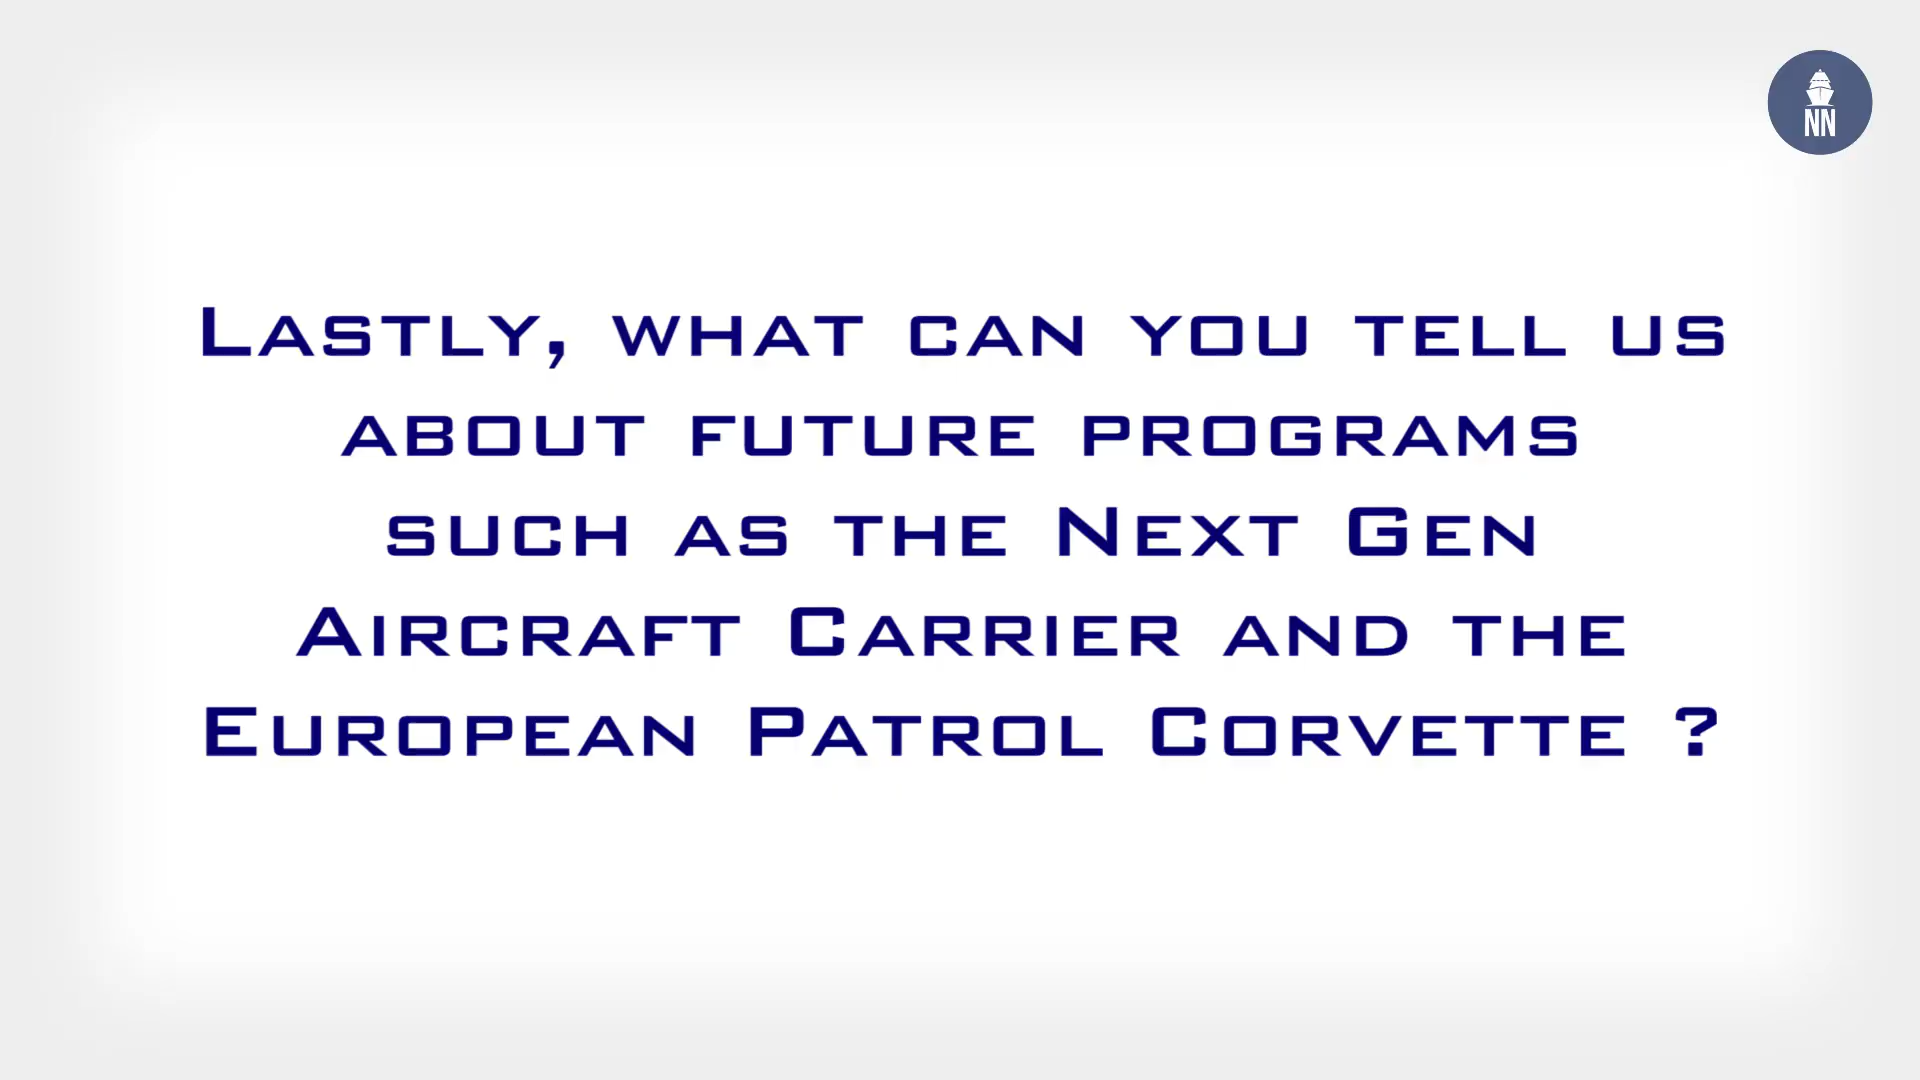 NN
Lastly, what can you tell us
about future programs
such as the Next Gen
Aircraft Carrier and the
European Patrol Corvette ?